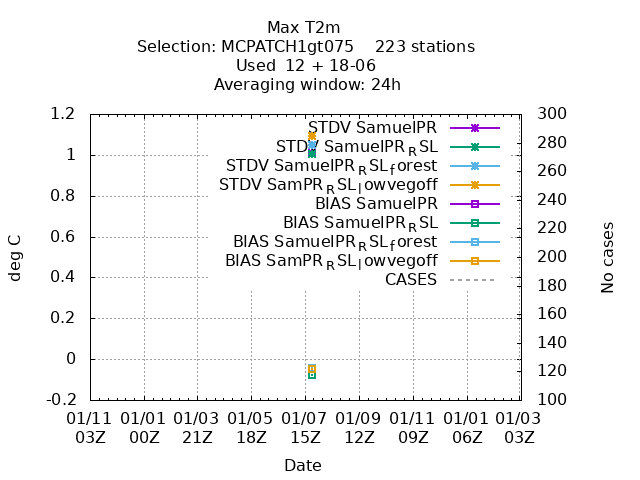 Max T2m
Selection: MCPATCH1gt075    223 stations
Used  12 + 18-06
Averaging window: 24h
1.2
1
0.8
0.6
0.4
0.2
0
-0.2
deg C
300
280
260
240
220
200
180
160
140
120
100
No cases
STDV SamuelPR
STDV SamuelPR_RSL
STDV SamuelPR_RSL_forest
STDV SamPR_RSL_lowvegoff
BIAS SamuelPR
BIAS SamuelPR_RSL
BIAS SamuelPR_RSL_forest
BIAS SamPR_RSL_lowvegoff
CASES
01/11 01/01 01/03 01/05 01/07 01/09 01/11 01/01 01/03
03Z 00Z 21Z 18Z 15Z 12Z 09Z 06Z 03Z
Date